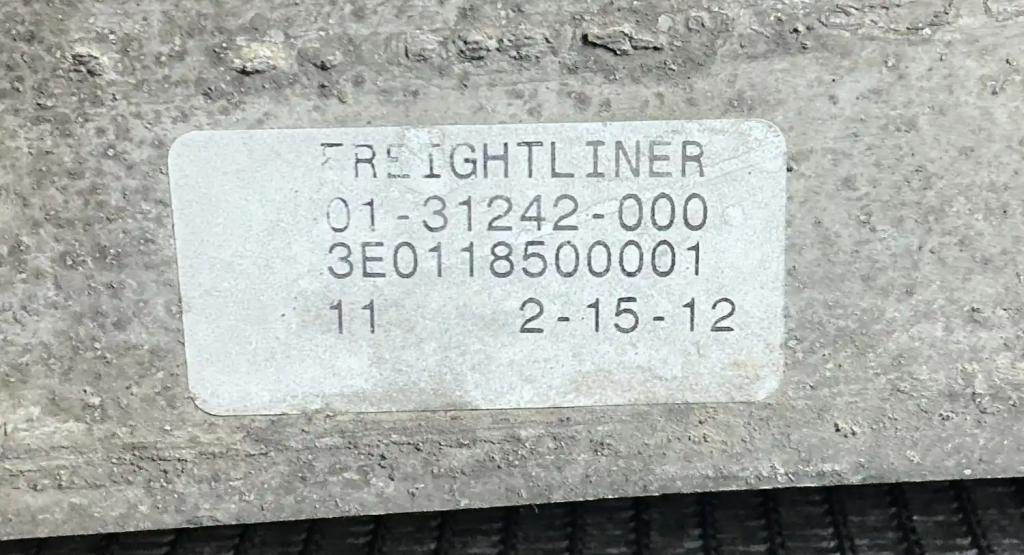 FREIGHTLINER
01-31242-000
3E0118500001
11 2-15-12